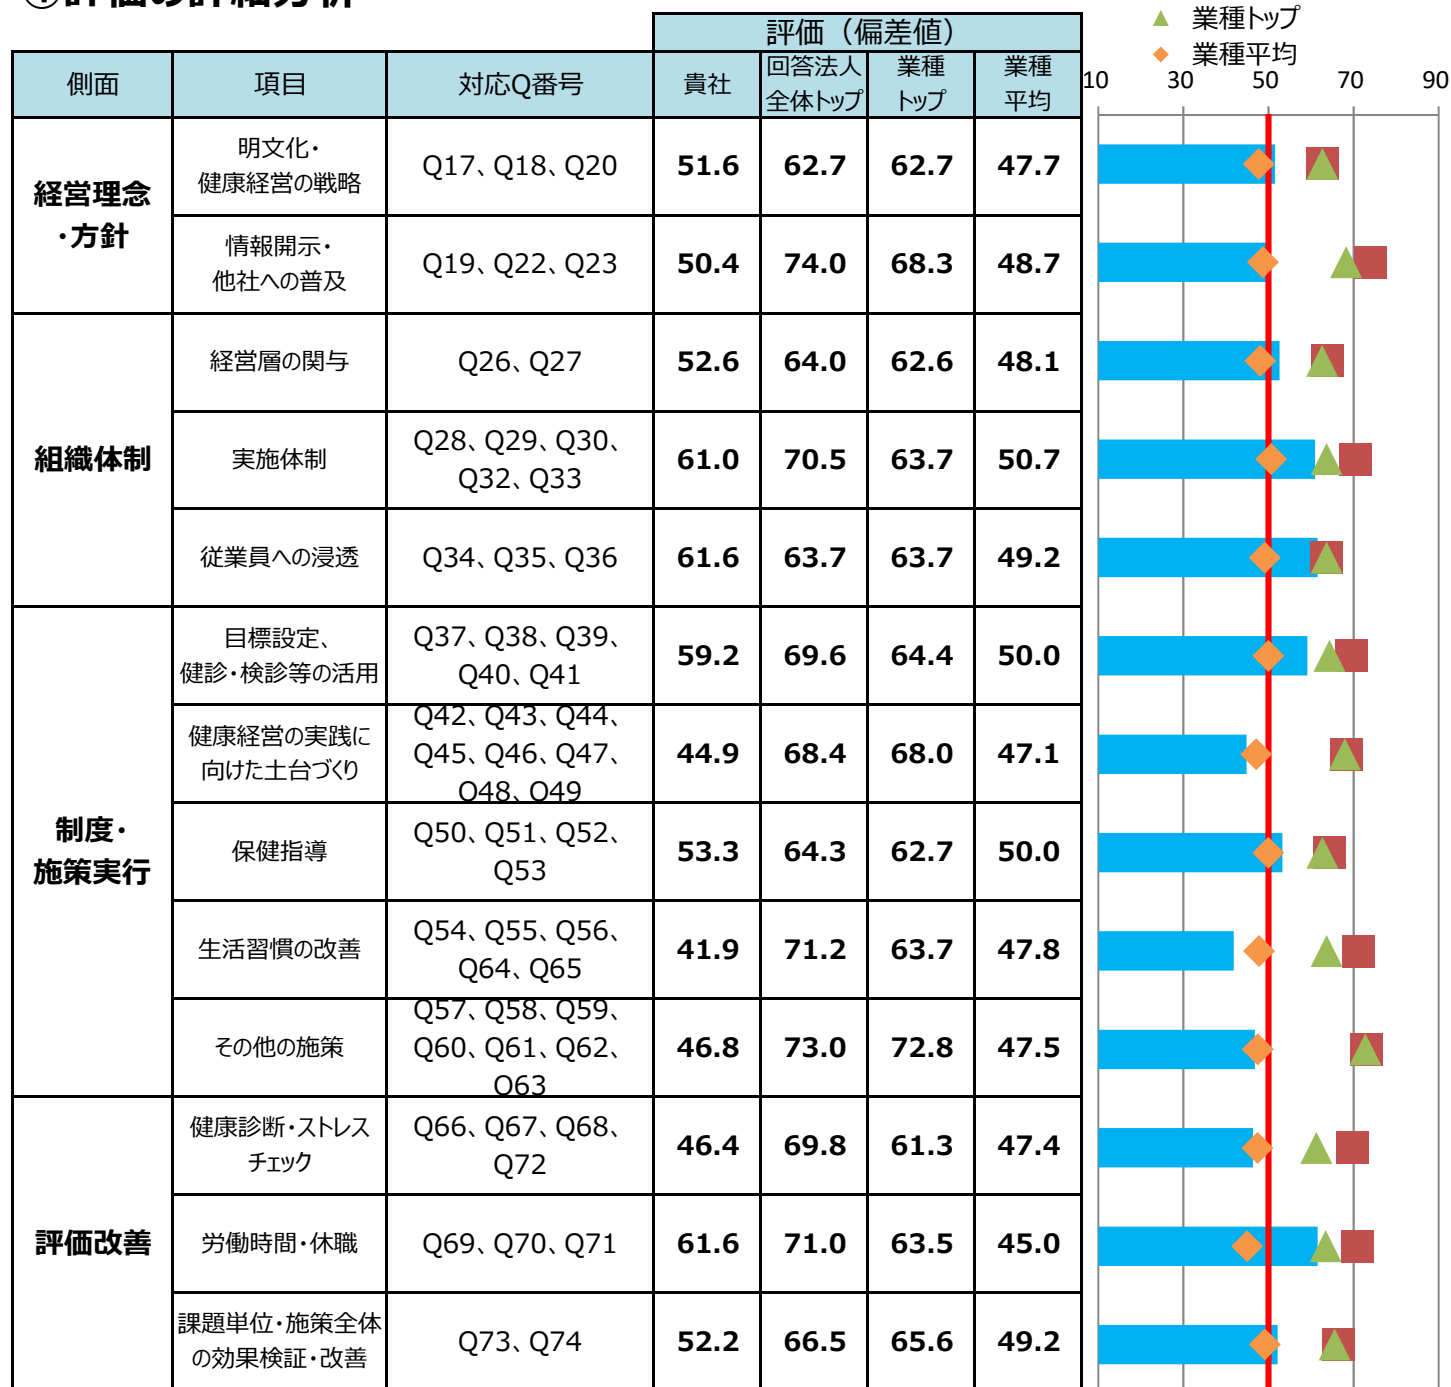 ①評価の詳細分析
▲ 業種トップ
◆ 業種平均
評価（偏差値）
側面 項目 対応Q番号 貴社 回答法人 業種 業種
全体トップ トップ 平均
10 30 50 70 90
経営理念
・方針
明文化・
健康経営の戦略
Q17、Q18、Q20 51.6 62.7 62.7 47.7
情報開示・
他社への普及
Q19、Q22、Q23 50.4 74.0 68.3 48.7
組織体制
経営層の関与 Q26、Q27 52.6 64.0 62.6 48.1
実施体制
Q28、Q29、Q30、
Q32、Q33
61.0 70.5 63.7 50.7
従業員への浸透 Q34、Q35、Q36 61.6 63.7 63.7 49.2
制度・
施策実行
目標設定、
健診・検診等の活用
Q37、Q38、Q39、
Q40、Q41
59.2 69.6 64.4 50.0
健康経営の実践に
向けた土台づくり
Q42、Q43、Q44、
Q45、Q46、Q47、
Q48、Q49
44.9 68.4 68.0 47.1
保健指導
Q50、Q51、Q52、
Q53
53.3 64.3 62.7 50.0
生活習慣の改善
Q54、Q55、Q56、
Q64、Q65
41.9 71.2 63.7 47.8
その他の施策
Q57、Q58、Q59、
Q60、Q61、Q62、
Q63
46.8 73.0 72.8 47.5
評価改善
健康診断・ストレス
チェック
Q66、Q67、Q68、
Q72
46.4 69.8 61.3 47.4
労働時間・休職 Q69、Q70、Q71 61.6 71.0 63.5 45.0
課題単位・施策全体
の効果検証・改善
Q73、Q74 52.2 66.5 65.6 49.2